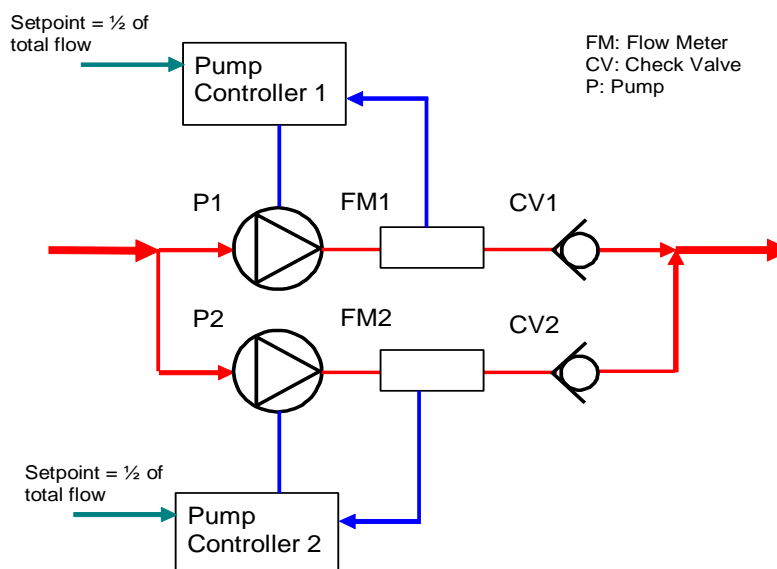 Setpoint = ½ of
total flow
Pump
Controller 1
FM: Flow Meter
CV: Check Valve
P: Pump
P1
FM1
CV1
P2
FM2
CV2
Setpoint = ½ of
total flow
Pump
Controller 2